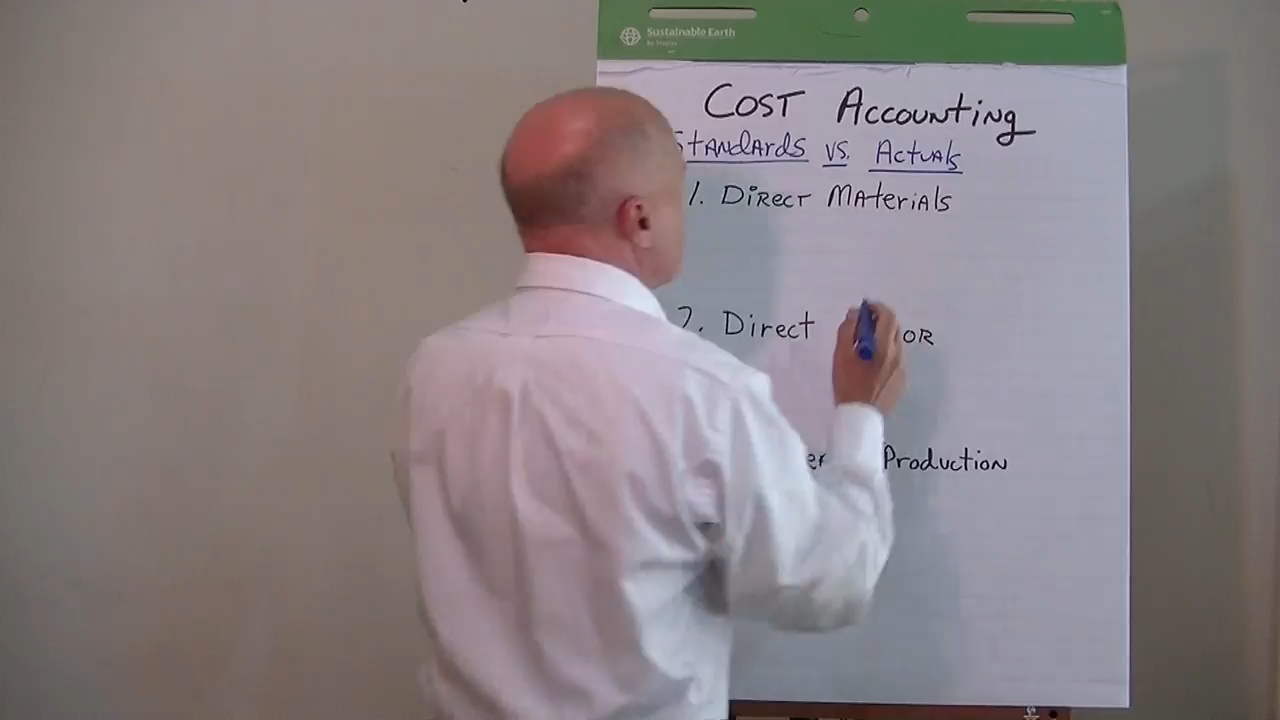 Sustainable Earth
Cost Accounting
Standards vs. Actuals
1. Direct Materials
2. Direct
Production